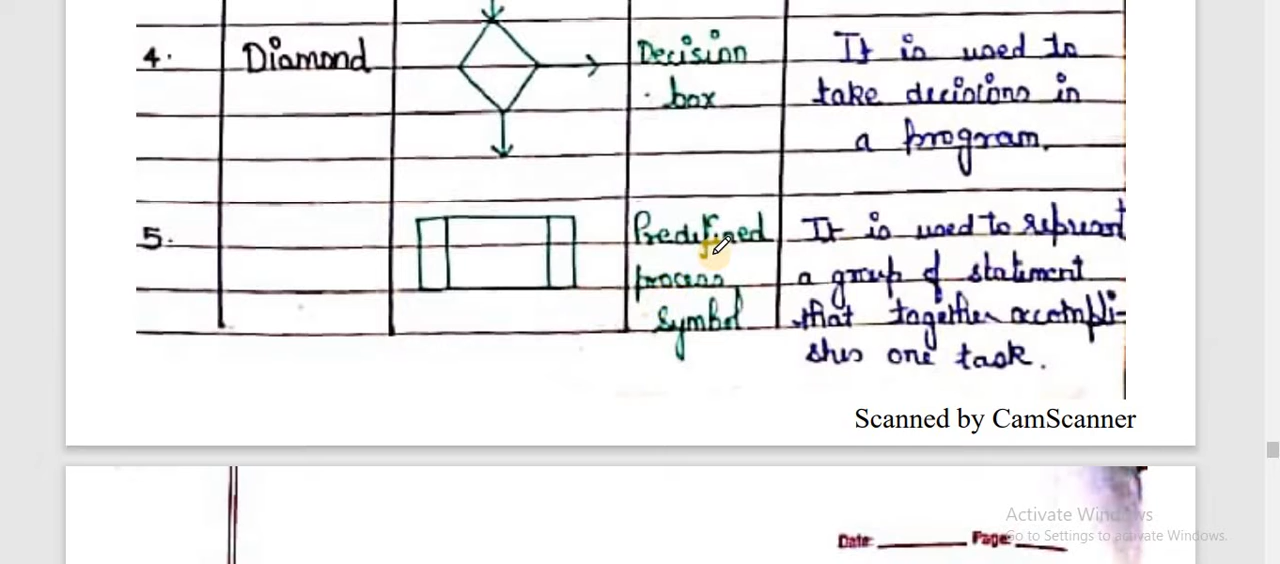 4. Diamond Decision It is used to
box take decisions in
a program.
5. Predefined It is used to represent
process a group of statement
symbol that together accompli-
shes one task.
Scanned by CamScanner
Activate Windows
Go to Settings to activate Windows.
Date: Page: